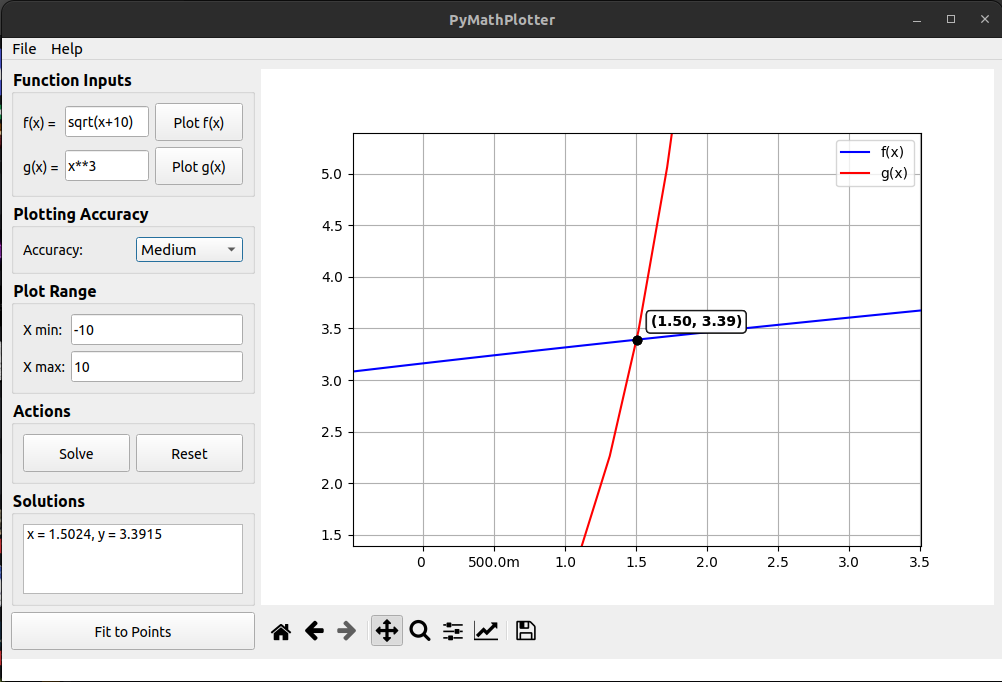 PyMathPlotter
File Help
Function Inputs
f(x) = sqrt(x+10) Plot f(x)
g(x) = x**3 Plot g(x)
Plotting Accuracy
Accuracy: Medium
Plot Range
X min: -10
X max: 10
Actions
Solve Reset
Solutions
x = 1.5024, y = 3.3915
Fit to Points
f(x)
g(x)
5.0
4.5
4.0
3.5
3.0
2.5
2.0
1.5
(1.50, 3.39)
0 500.0m 1.0 1.5 2.0 2.5 3.0 3.5